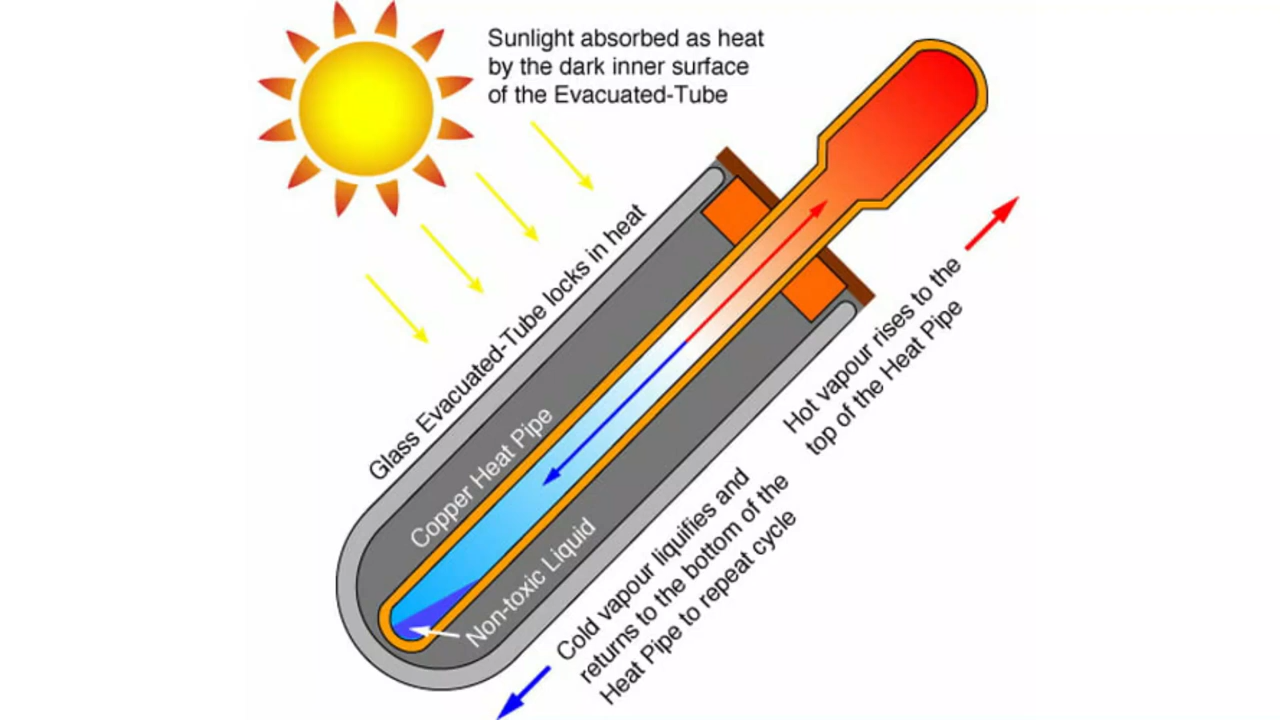 Sunlight absorbed as heat
by the dark inner surface
of the Evacuated-Tube
Glass Evacuated-Tube locks in heat
Copper Heat Pipe
Non-toxic Liquid
Hot vapour rises to the
top of the Heat Pipe
Cold vapour liquifies and
returns to the bottom of the
Heat Pipe to repeat cycle